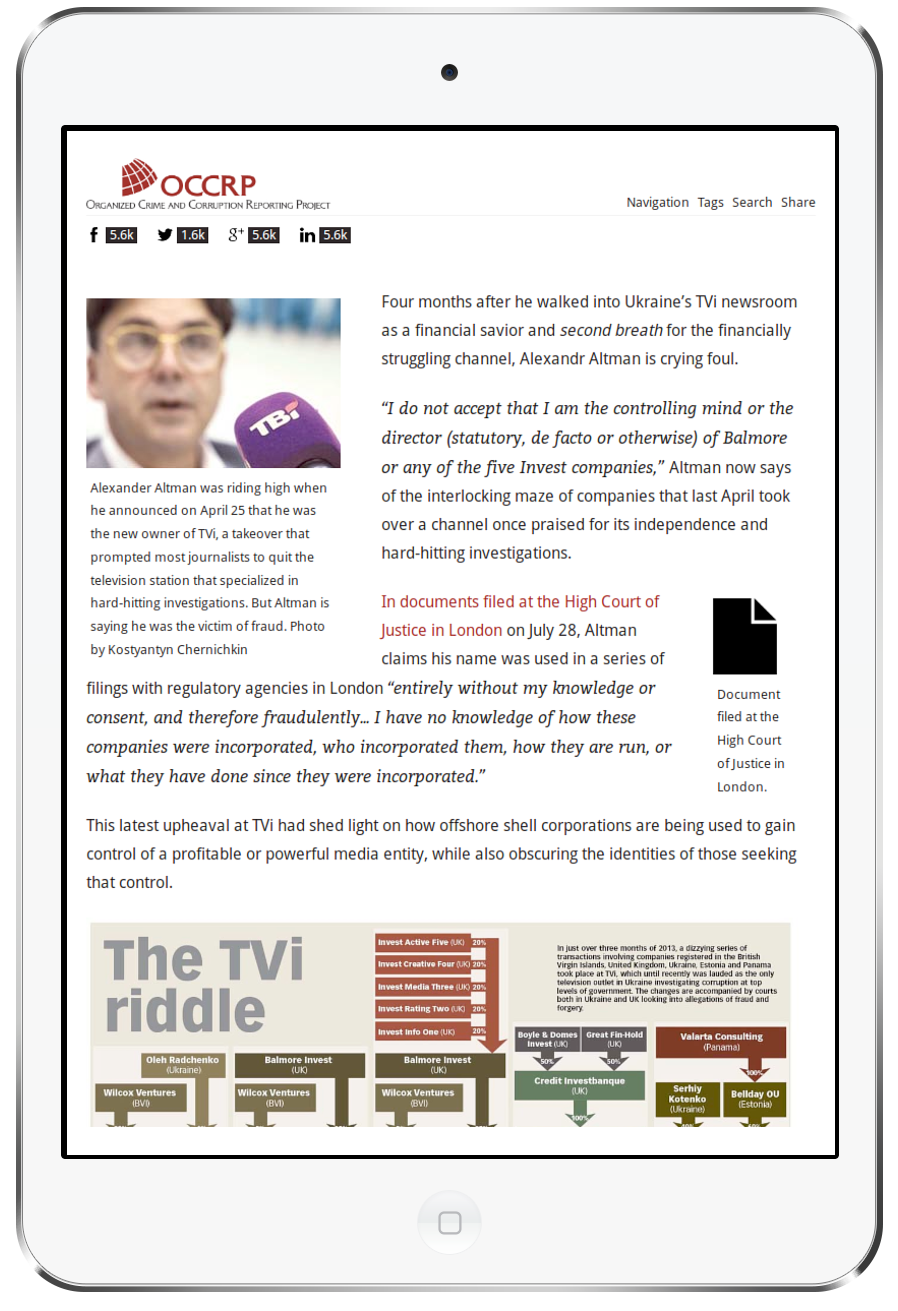 OCCRP
ORGANIZED CRIME AND CORRUPTION REPORTING PROJECT
Navigation Tags Search Share
5.6k 1.6k 5.6k 5.6k
TBi
Alexander Altman was riding high when
he announced on April 25 that he was
the new owner of TVi, a takeover that
prompted most journalists to quit the
television station that specialized in
hard-hitting investigations. But Altman is
saying he was the victim of fraud. Photo
by Kostyantyn Chernichkin
Four months after he walked into Ukraine’s TVi newsroom
as a financial savior and second breath for the financially
struggling channel, Alexandr Altman is crying foul.
“I do not accept that I am the controlling mind or the
director (statutory, de facto or otherwise) of Balmore
or any of the five Invest companies,” Altman now says
of the interlocking maze of companies that last April took
over a channel once praised for its independence and
hard-hitting investigations.
In documents filed at the High Court of
Justice in London on July 28, Altman
claims his name was used in a series of
filings with regulatory agencies in London “entirely without my knowledge or
consent, and therefore fraudulently... I have no knowledge of how these
companies were incorporated, who incorporated them, how they are run, or
what they have done since they were incorporated.”
Document
filed at the
High Court
of Justice in
London.
This latest upheaval at TVi had shed light on how offshore shell corporations are being used to gain
control of a profitable or powerful media entity, while also obscuring the identities of those seeking
that control.
The TVi
riddle
Invest Active Five (UK) 20%
Invest Creative Four (UK) 20%
Invest Media Three (UK) 20%
Invest Rating Two (UK) 20%
Invest Info One (UK) 20%
In just over three months of 2013, a dizzying series of
transactions involving companies registered in the British
Virgin Islands, United Kingdom, Ukraine, Estonia and Panama
took place at TVi, which until recently was lauded as the only
television outlet in Ukraine investigating corruption at top
levels of government. The changes are accompanied by courts
both in Ukraine and UK looking into allegations of fraud and
forgery.
Oleh Radchenko
(Ukraine)
Wilcox Ventures
(BVI)
Balmore Invest
(UK)
Wilcox Ventures
(BVI)
Balmore Invest
(UK)
Wilcox Ventures
(BVI)
Boyle & Domes
Invest (UK)
Great Fin-Hold
(UK)
50%
50%
Credit Investbanque
(UK)
100%
Valarta Consulting
(Panama)
100%
Serhiy
Kotenko
(Ukraine)
Bellday OU
(Estonia)